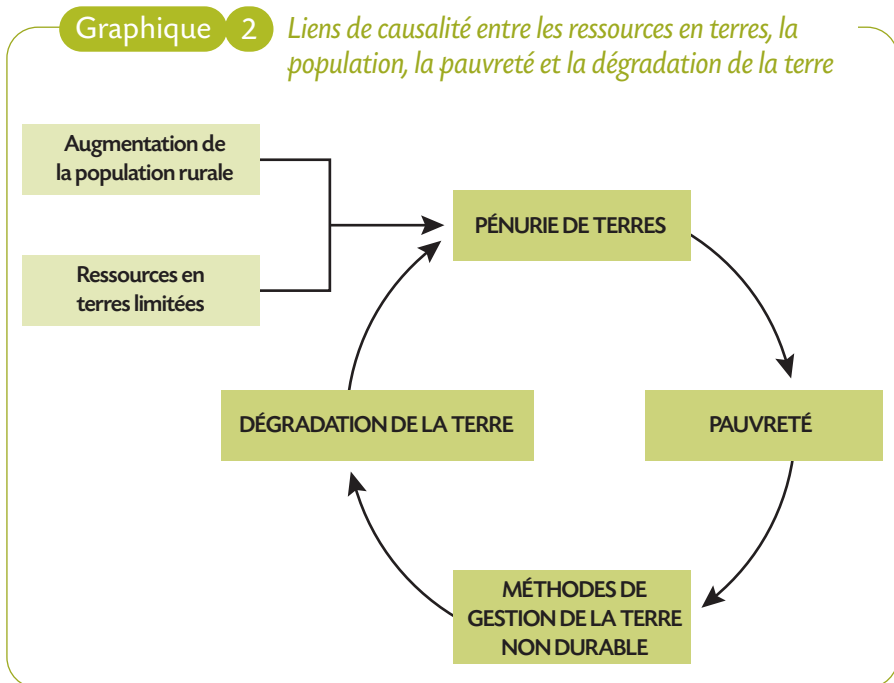 Graphique 2
Liens de causalité entre les ressources en terres, la
population, la pauvreté et la dégradation de la terre
Augmentation de
la population rurale
PÉNURIE DE TERRES
Ressources en
terres limitées
DÉGRADATION DE LA TERRE
PAUVRETÉ
MÉTHODES DE
GESTION DE LA TERRE
NON DURABLE